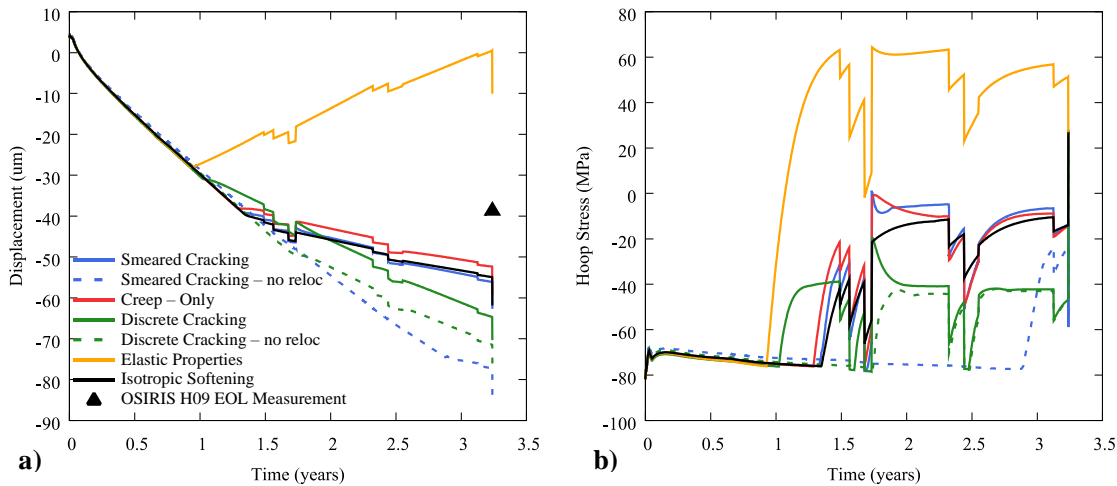 10
0
-10
-20
-30
-40
-50
-60
-70
-80
-90
Displacement (um)
Smeared Cracking
Smeared Cracking – no reloc
Creep – Only
Discrete Cracking
Discrete Cracking – no reloc
Elastic Properties
Isotropic Softening
OSIRIS H09 EOL Measurement
0 0.5 1 1.5 2 2.5 3 3.5
Time (years)
a)
80
60
40
20
0
-20
-40
-60
-80
-100
Hoop Stress (MPa)
0 0.5 1 1.5 2 2.5 3 3.5
Time (years)
b)